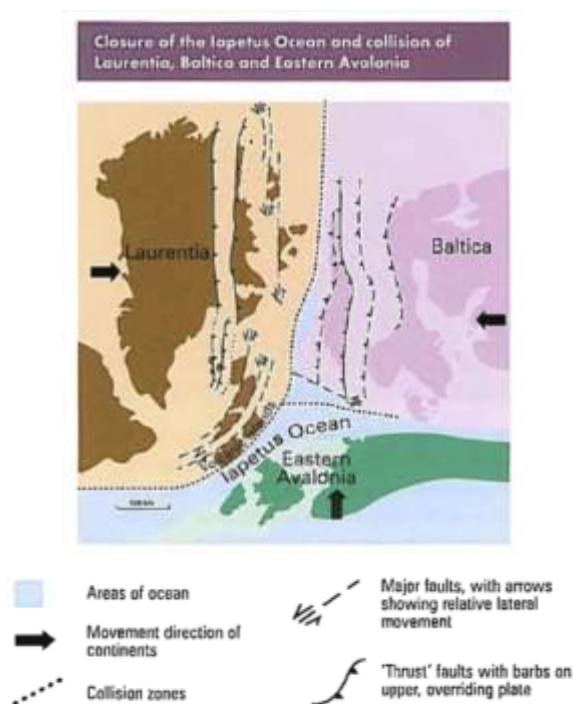 Closure of the Iapetus Ocean and collision of
Laurentia, Baltica and Eastern Avalonia
Laurentia
Baltica
Iapetus Ocean
Eastern
Avalonia
Areas of ocean
Movement direction of
continents
Collision zones
Major faults, with arrows
showing relative lateral
movement
'Thrust' faults with barbs on
upper, overriding plate